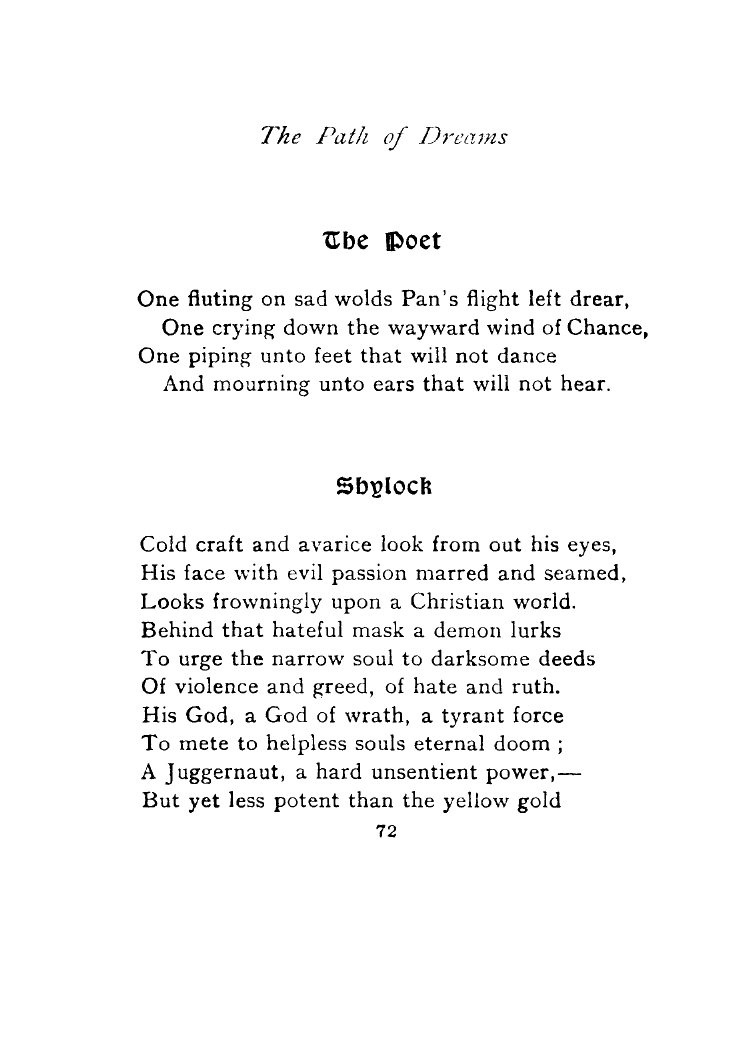 The Path of Dreams
The Poet
One fluting on sad wolds Pan's flight left drear,
One crying down the wayward wind of Chance,
One piping unto feet that will not dance
And mourning unto ears that will not hear.
Shylock
Cold craft and avarice look from out his eyes,
His face with evil passion marred and seamed,
Looks frowningly upon a Christian world.
Behind that hateful mask a demon lurks
To urge the narrow soul to darksome deeds
Of violence and greed, of hate and ruth.
His God, a God of wrath, a tyrant force
To mete to helpless souls eternal doom ;
A Juggernaut, a hard unsentient power,—
But yet less potent than the yellow gold
72